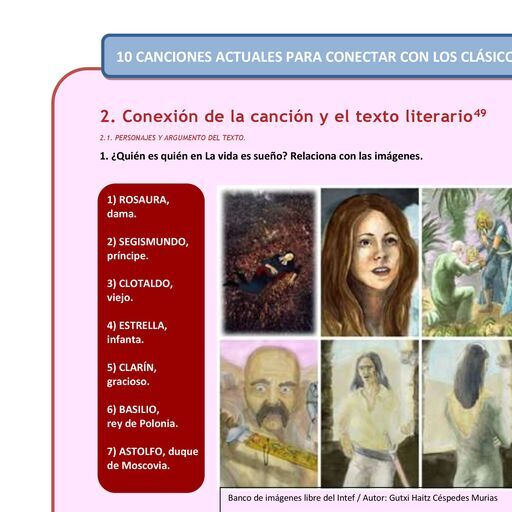 10 CANCIONES ACTUALES PARA CONECTAR CON LOS CLÁSICO
2. Conexión de la canción y el texto literario49
2.1. PERSONAJES Y ARGUMENTO DEL TEXTO.
1. ¿Quién es quién en La vida es sueño? Relaciona con las imágenes.
1) ROSAURA,
dama.
2) SEGISMUNDO,
príncipe.
3) CLOTALDO,
viejo.
4) ESTRELLA,
infanta.
5) CLARÍN,
gracioso.
6) BASILIO,
rey de Polonia.
7) ASTOLFO, duque
de Moscovia.
Banco de imágenes libre del Intef / Autor: Gutxi Haitz Céspedes Murias